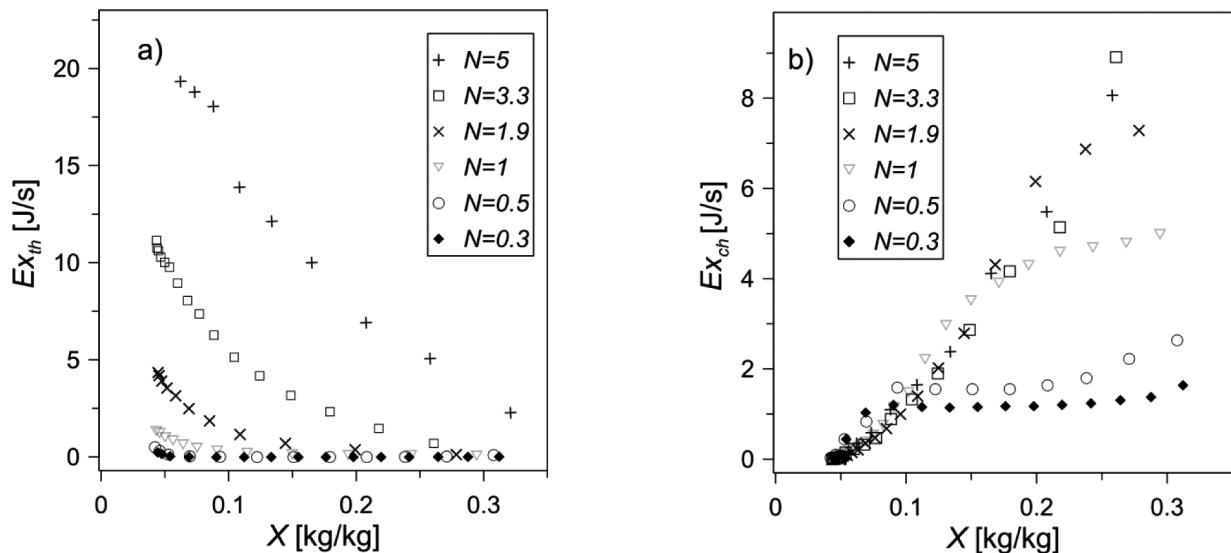 a)
N=5
N=3.3
N=1.9
N=1
N=0.5
N=0.3
20
15
10
5
0
Ex_th [J/s]
0
0.1
0.2
0.3
X [kg/kg]
b)
N=5
N=3.3
N=1.9
N=1
N=0.5
N=0.3
8
6
4
2
0
Ex_ch [J/s]
0
0.1
0.2
0.3
X [kg/kg]